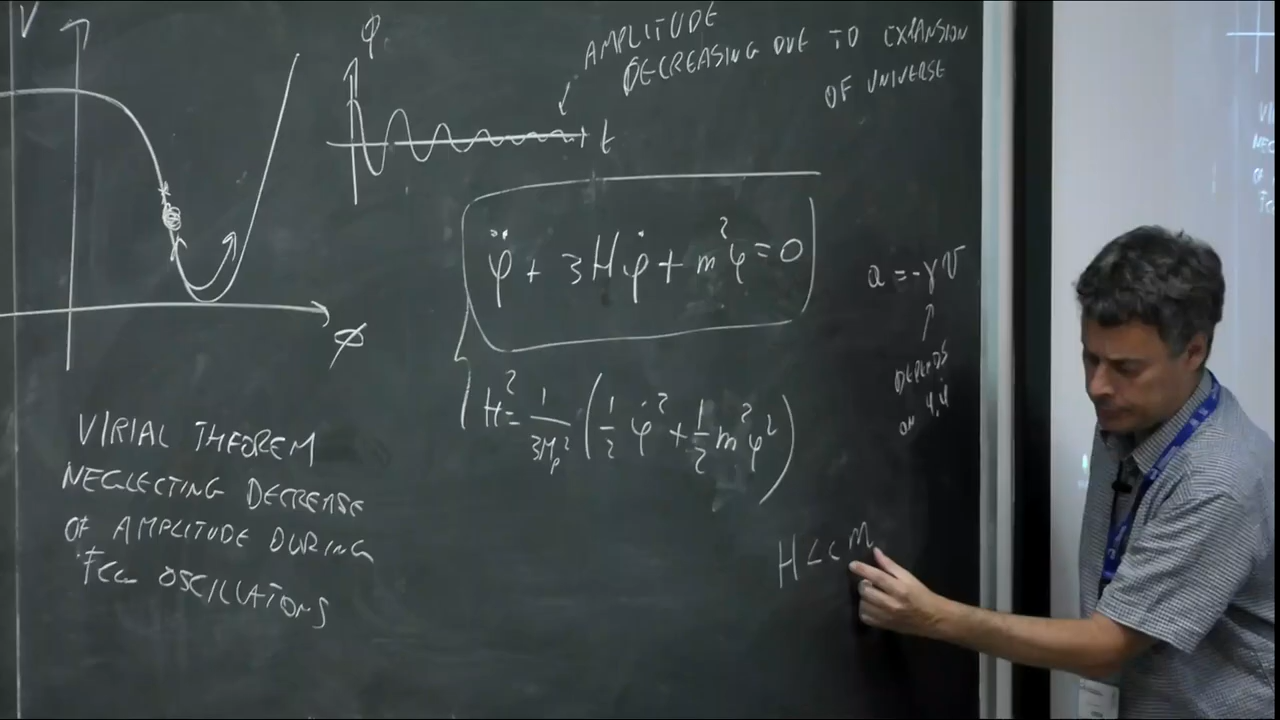 V
φ
AMPLITUDE
DECREASING DUE TO EXPANSION
OF UNIVERSE
t
φ̈ + 3Hφ̇ + m²φ = 0
a = -γv
DEPENDS
ON φ, φ̇
ϕ
H² = 1/3Mp² (1/2 φ̇² + 1/2 m²φ²)
VIRIAL THEOREM
NEGLECTING DECREASE
OF AMPLITUDE DURING
FEW OSCILLATIONS
H << m